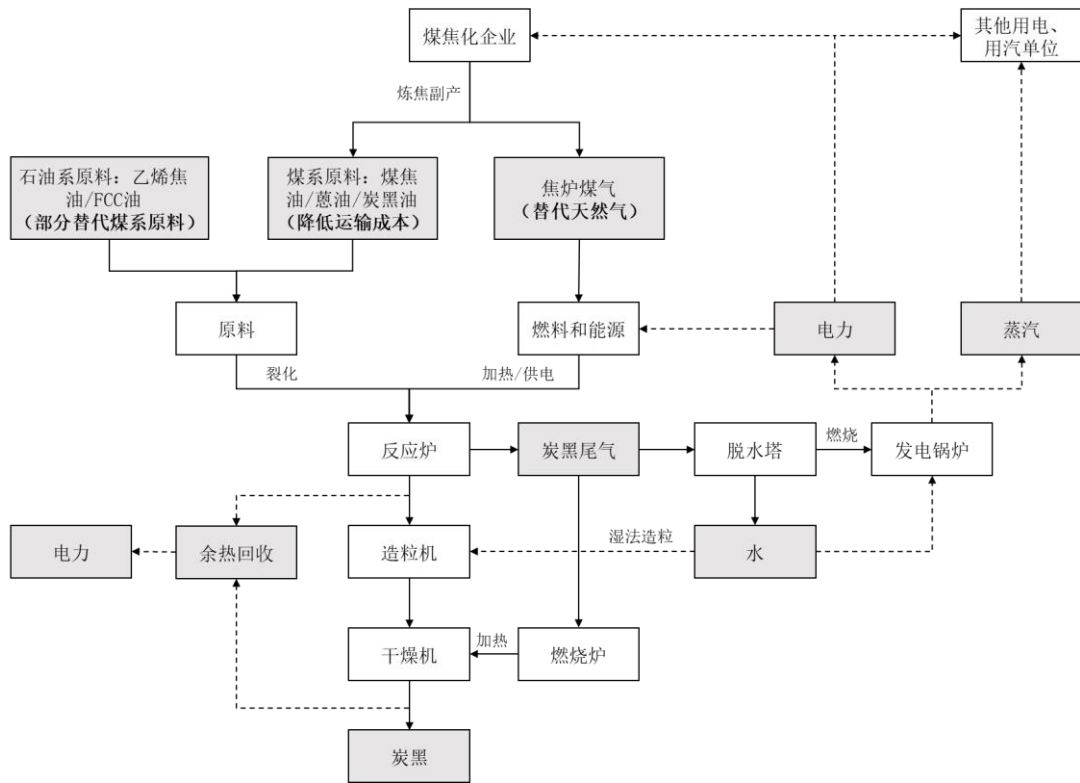 煤焦化企业
其他用电、
用汽单位
炼焦副产
石油系原料：乙烯焦
油/FCC油
（部分替代煤系原料）
煤系原料：煤焦
油/蒽油/炭黑油
（降低运输成本）
焦炉煤气
（替代天然气）
原料
燃料和能源
电力
蒸汽
裂化
加热/供电
反应炉
炭黑尾气
脱水塔
燃烧
发电锅炉
电力
余热回收
造粒机
湿法造粒
水
干燥机
加热
燃烧炉
炭黑